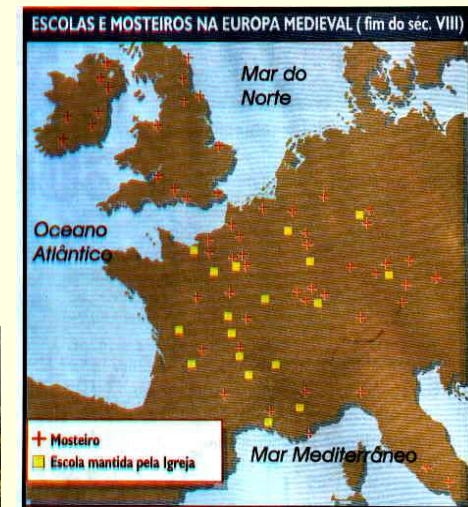 ESCOLAS E MOSTEIROS NA EUROPA MEDIEVAL ( fim do séc. VIII)
Mar do
Norte
Oceano
Atlântico
Mar Mediterrâneo
Mosteiro
Escola mantida pela Igreja